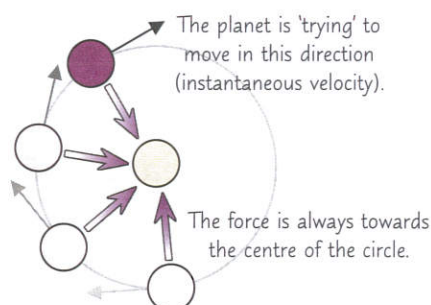 The planet is 'trying' to
move in this direction
(instantaneous velocity).
The force is always towards
the centre of the circle.